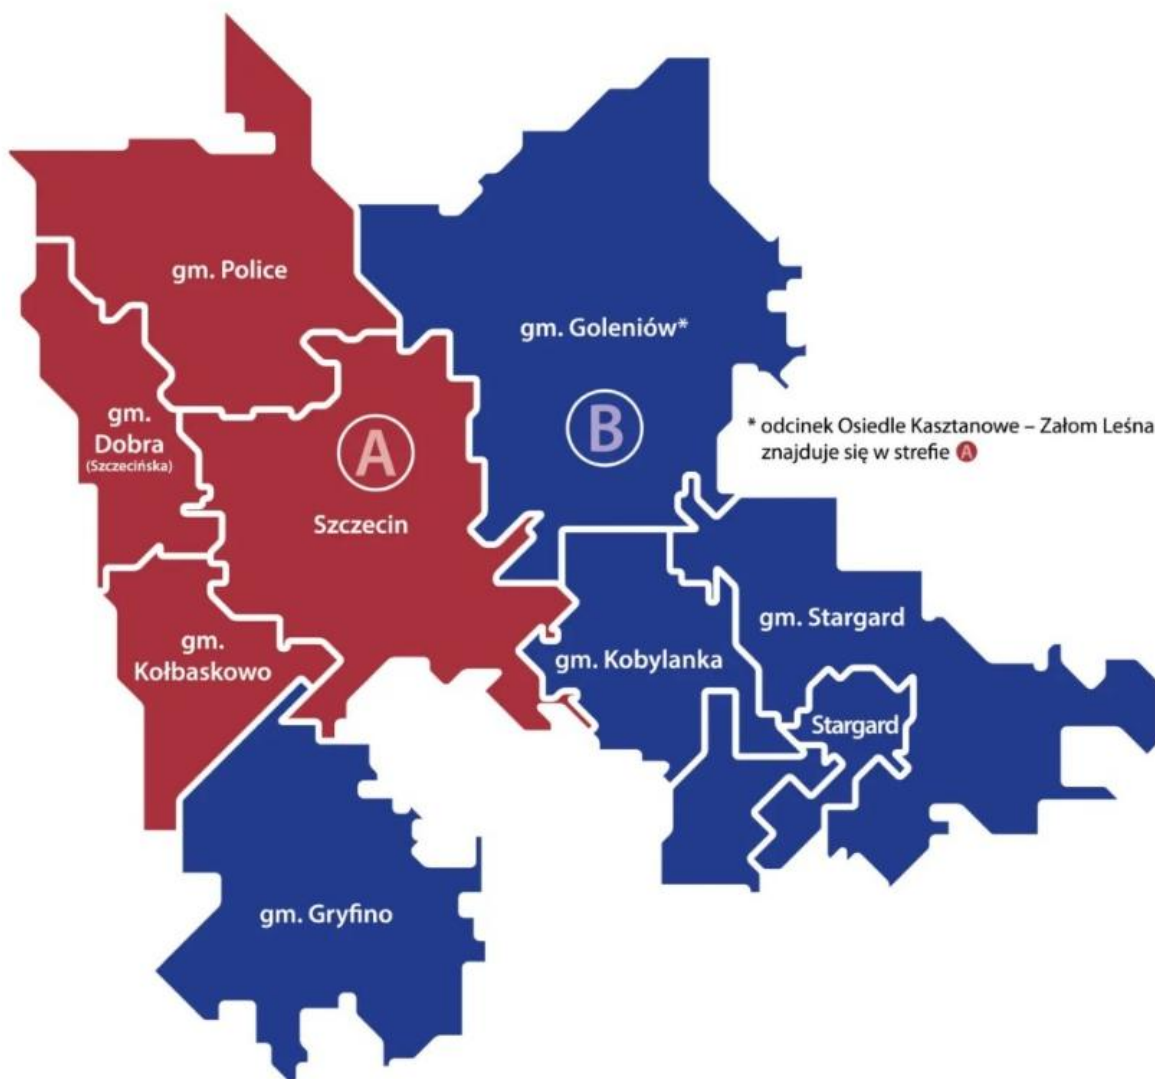 gm. Police
gm. Goleniów*
gm.
Dobra
(Szczecińska)
A
B
* odcinek Osiedle Kasztanowe – Załom Leśna
znajduje się w strefie A
Szczecin
gm. Stargard
gm.
Kołbaskowo
gm. Kobylanka
Stargard
gm. Gryfino